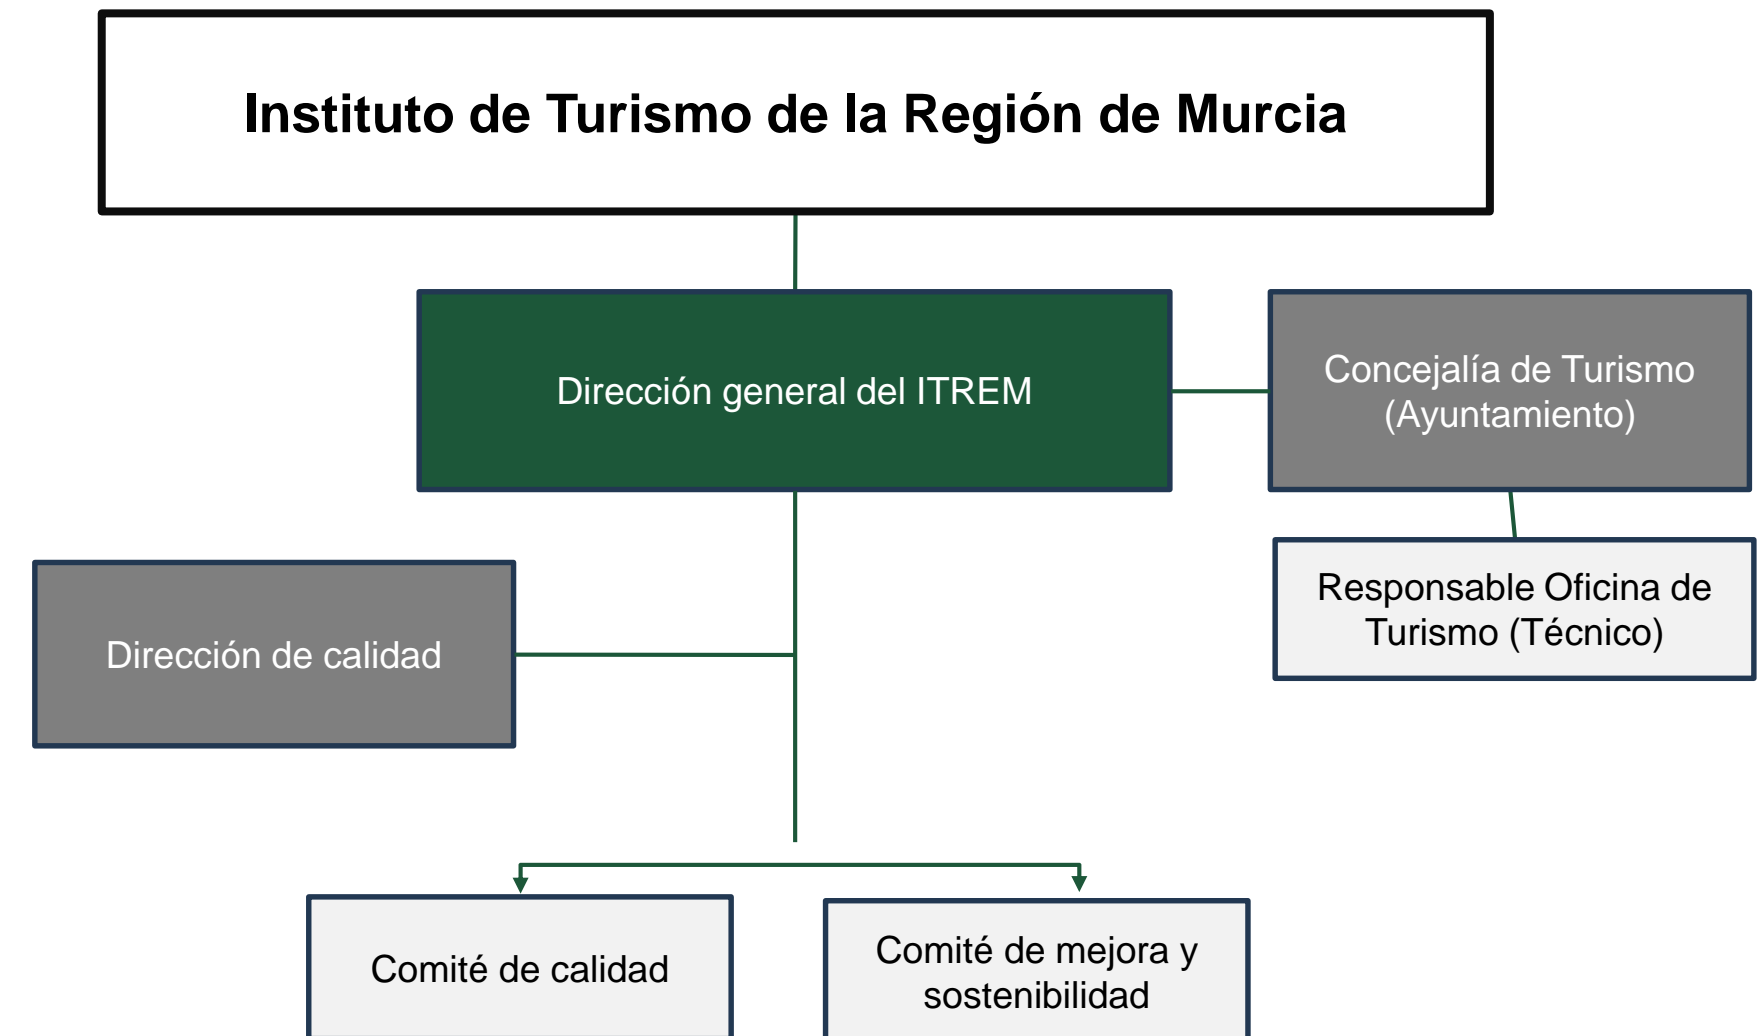 Instituto de Turismo de la Región de Murcia
Dirección general del ITREM
Concejalía de Turismo
(Ayuntamiento)
Responsable Oficina de
Turismo (Técnico)
Dirección de calidad
Comité de calidad
Comité de mejora y
sostenibilidad